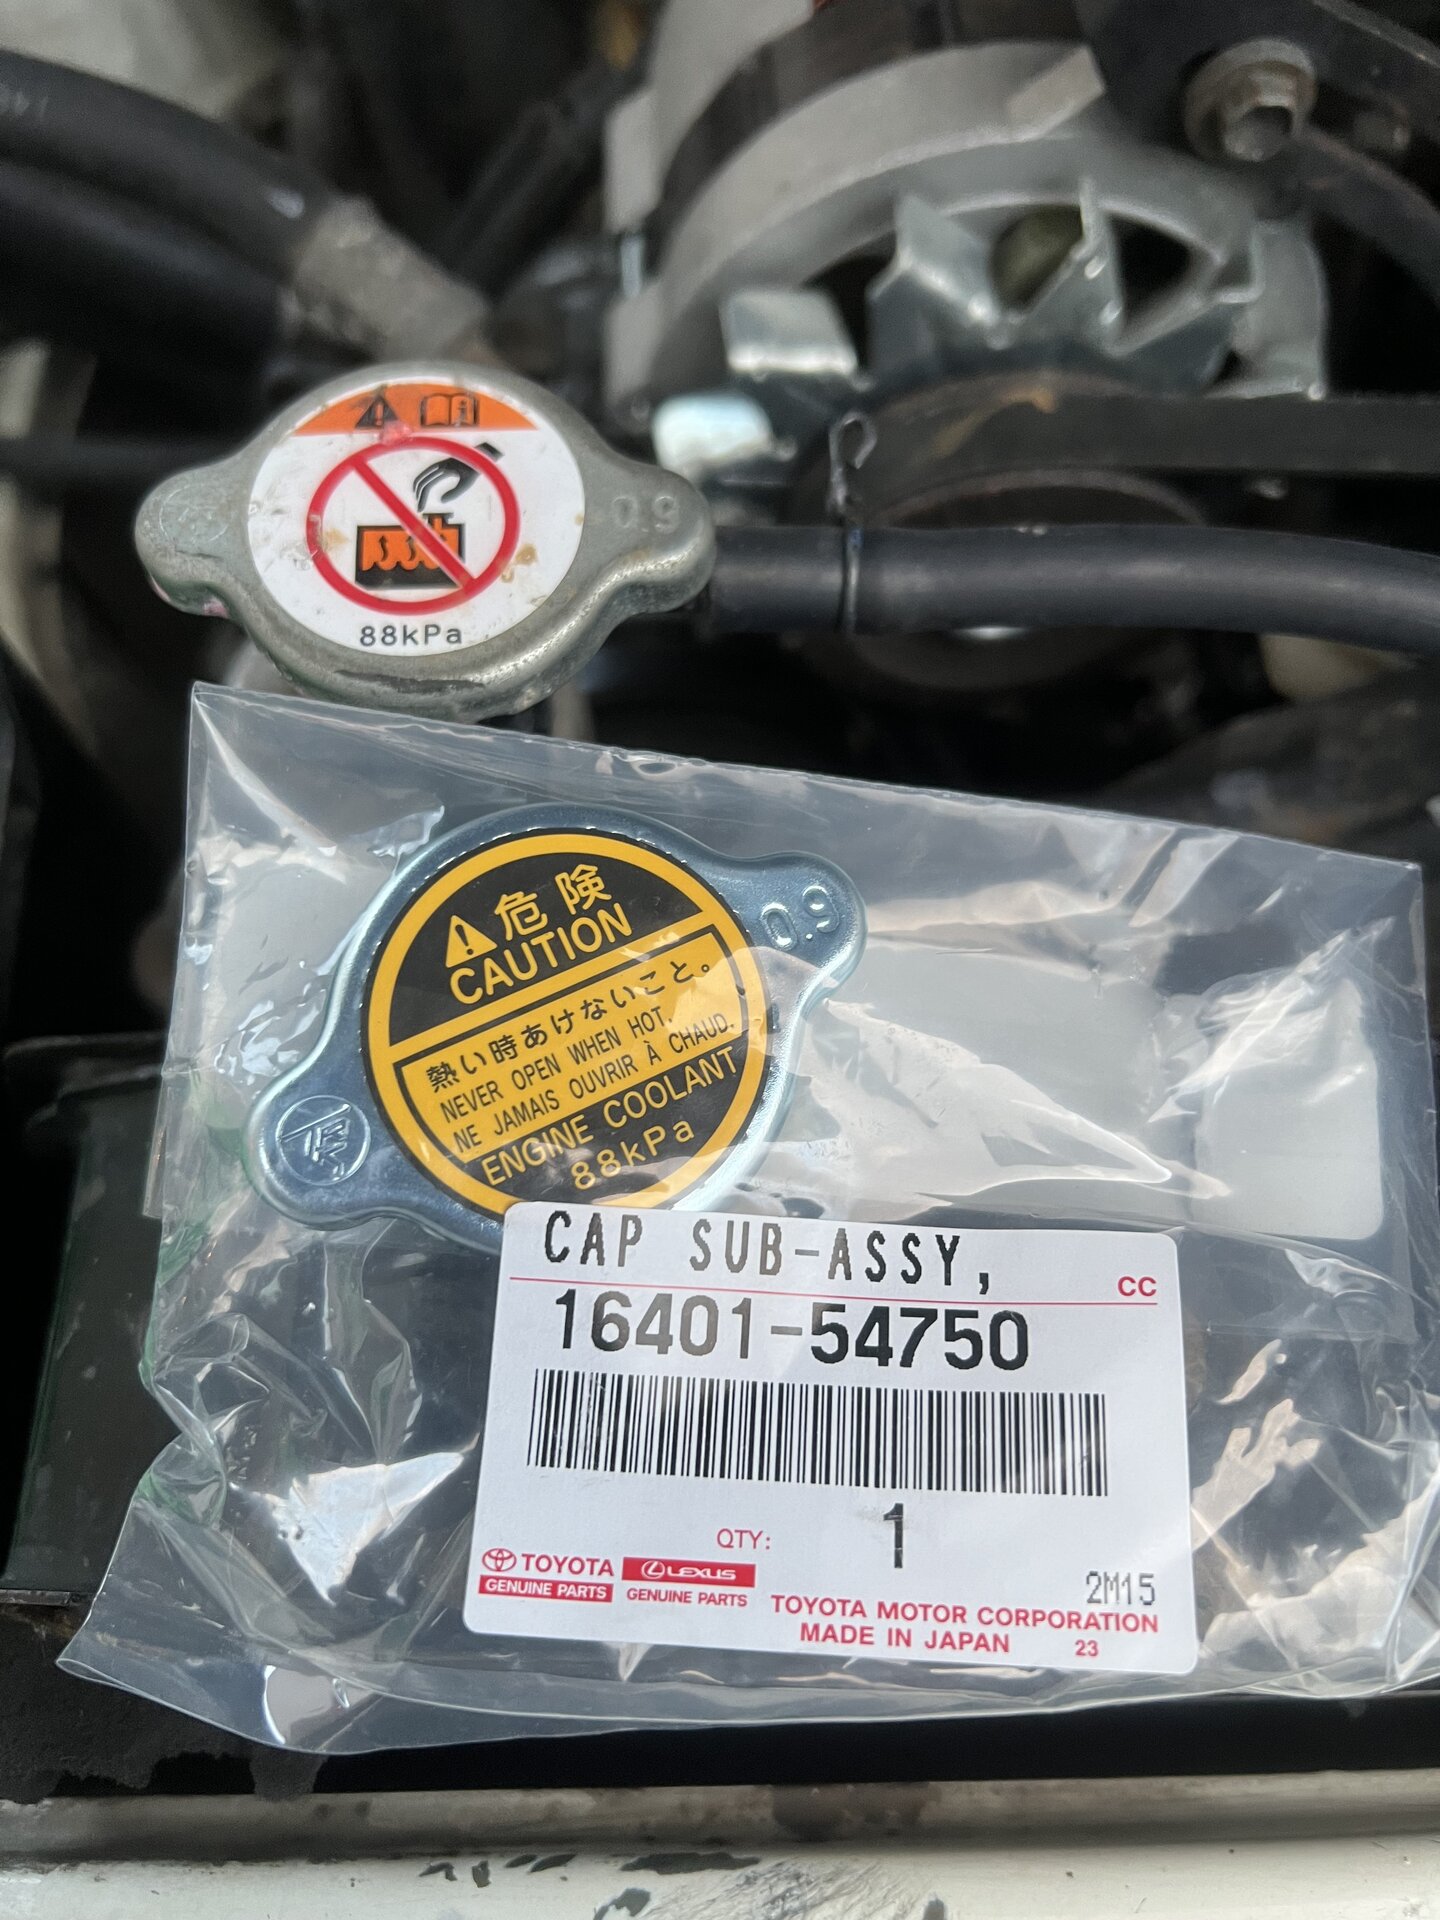 0.9
88kPa
危険
CAUTION
0.9
熱い時あけないこと。
NEVER OPEN WHEN HOT.
NE JAMAIS OUVRIR À CHAUD.
ENGINE COOLANT
88kPa
CAP SUB-ASSY,
CC
16401-54750
QTY: 1
TOYOTA
GENUINE PARTS
LEXUS
GENUINE PARTS
2M15
TOYOTA MOTOR CORPORATION
MADE IN JAPAN 23